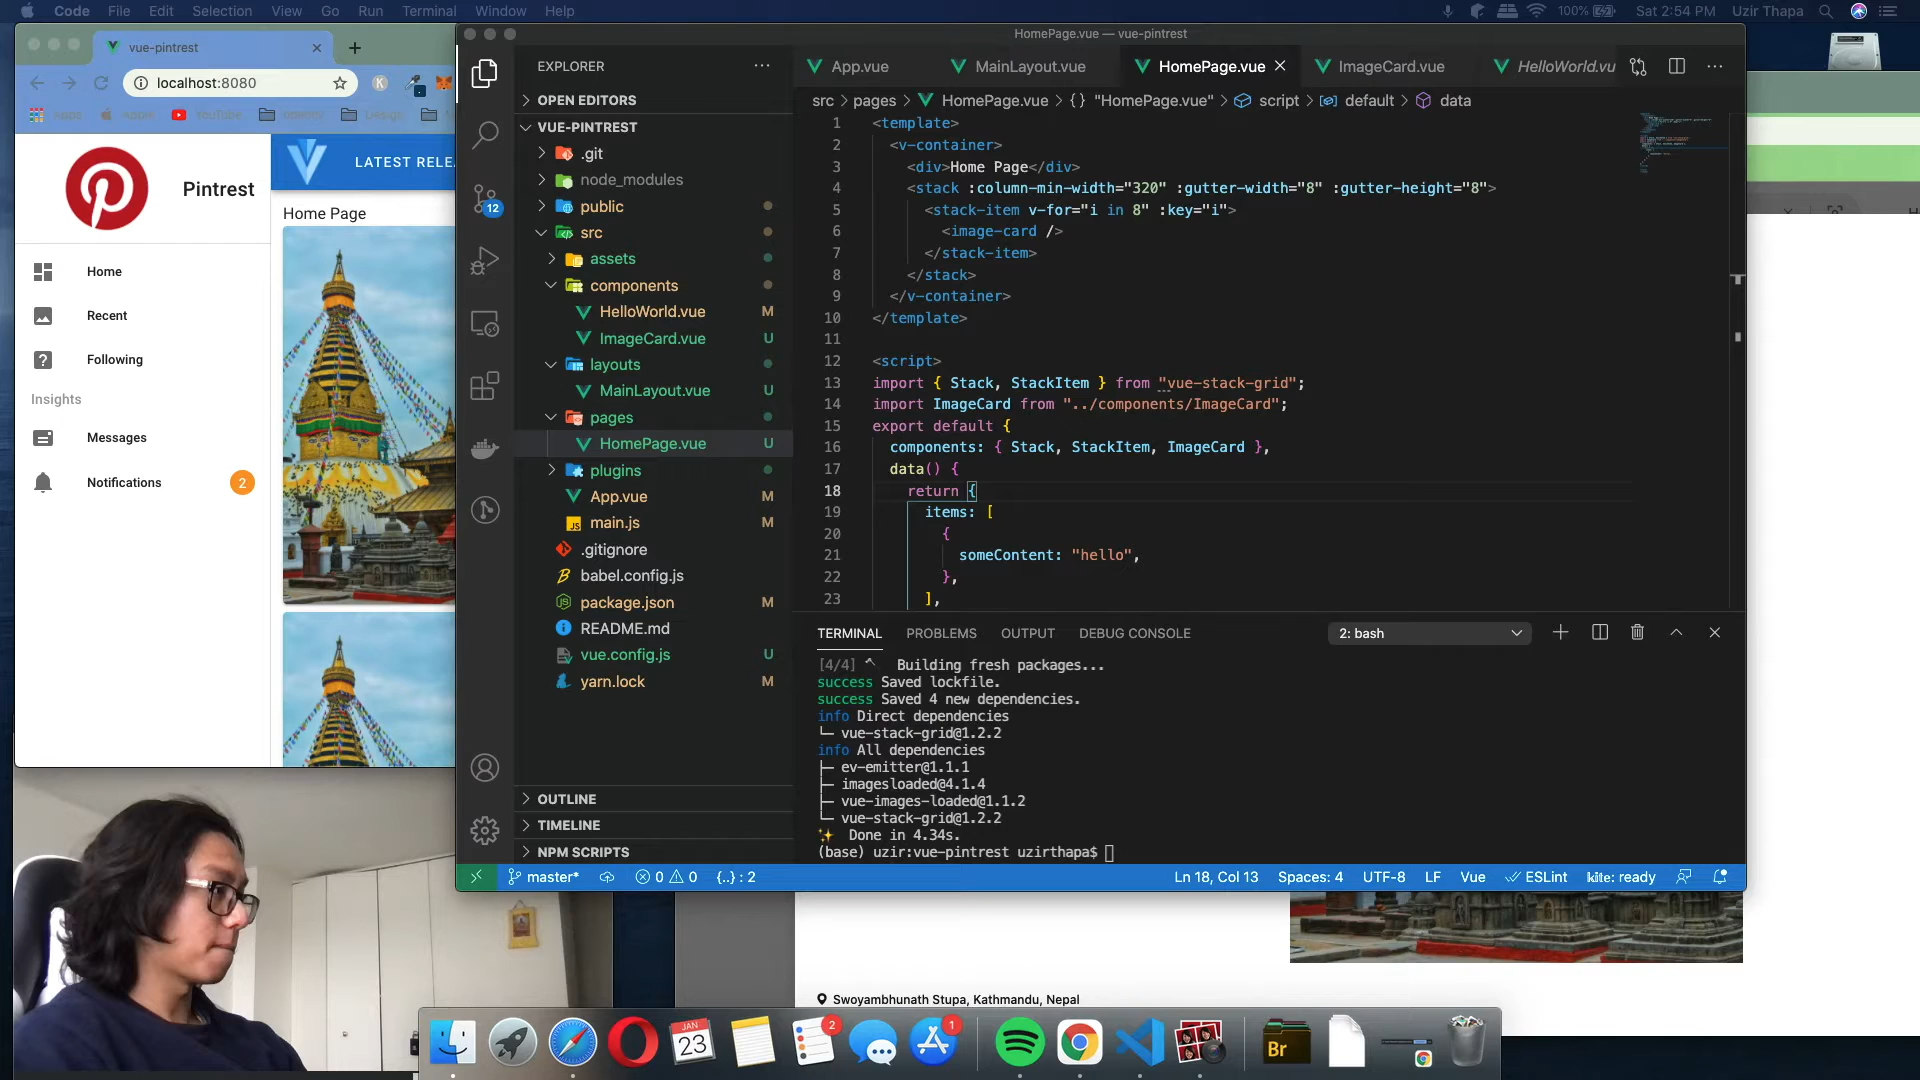 Code File Edit Selection View Go Run Terminal Window Help
100% Sat 2:54 PM Uzir Thapa
vue-pintrest
localhost:8080
Apps Apple YouTube Design
Pintrest
LATEST RELE
Home Page
Home
Recent
Following
Insights
Messages
Notifications 2
HomePage.vue — vue-pintrest
EXPLORER
OPEN EDITORS
VUE-PINTREST
.git
node_modules
public
src
assets
components
HelloWorld.vue M
ImageCard.vue U
layouts
MainLayout.vue U
pages
HomePage.vue U
plugins
App.vue M
main.js M
.gitignore
babel.config.js
package.json M
README.md
vue.config.js U
yarn.lock M
OUTLINE
TIMELINE
NPM SCRIPTS
12
App.vue MainLayout.vue HomePage.vue ImageCard.vue HelloWorld.vu
src > pages > HomePage.vue > {} "HomePage.vue" > script > default > data
1 <template>
2 <v-container>
3 <div>Home Page</div>
4 <stack :column-min-width="320" :gutter-width="8" :gutter-height="8">
5 <stack-item v-for="i in 8" :key="i">
6 <image-card />
7 </stack-item>
8 </stack>
9 </v-container>
10 </template>
11
12 <script>
13 import { Stack, StackItem } from "vue-stack-grid";
14 import ImageCard from "../components/ImageCard";
15 export default {
16 components: { Stack, StackItem, ImageCard },
17 data() {
18 return {
19 items: [
20 {
21 someContent: "hello",
22 },
23 ],
TERMINAL PROBLEMS OUTPUT DEBUG CONSOLE 2: bash
[4/4] Building fresh packages...
success Saved lockfile.
success Saved 4 new dependencies.
info Direct dependencies
└─ vue-stack-grid@1.2.2
info All dependencies
├─ ev-emitter@1.1.1
├─ imagesloaded@4.1.4
├─ vue-images-loaded@1.1.2
└─ vue-stack-grid@1.2.2
✨ Done in 4.34s.
(base) uzir:vue-pintrest uzirthapa$
master* 0 0 {..} : 2 Ln 18, Col 13 Spaces: 4 UTF-8 LF Vue ESLint kite: ready
Swoyambhunath Stupa, Kathmandu, Nepal
JAN
23
2
1
Br